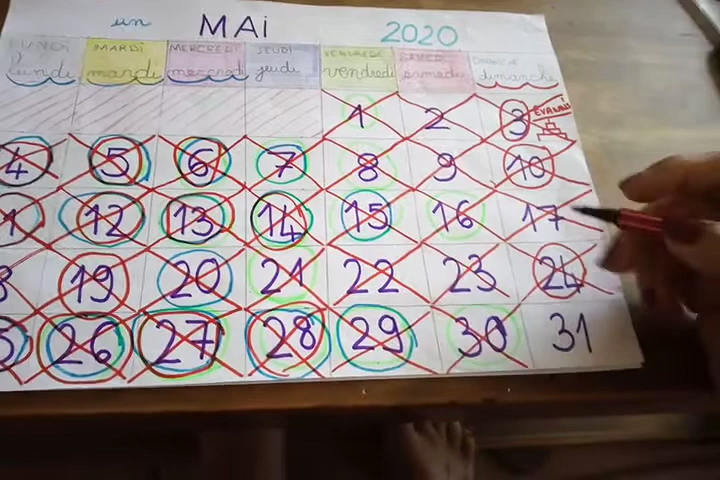 un MAI 2020
LUNDI MARDI MERCREDI JEUDI VENDREDI SAMEDI DIMANCHE
lundi mardi mercredi jeudi vendredi samedi dimanche
1 2 3 ÉVA
4 5 6 7 8 9 10
12 13 14 15 16 17
19 20 21 22 23 24
26 27 28 29 30 31